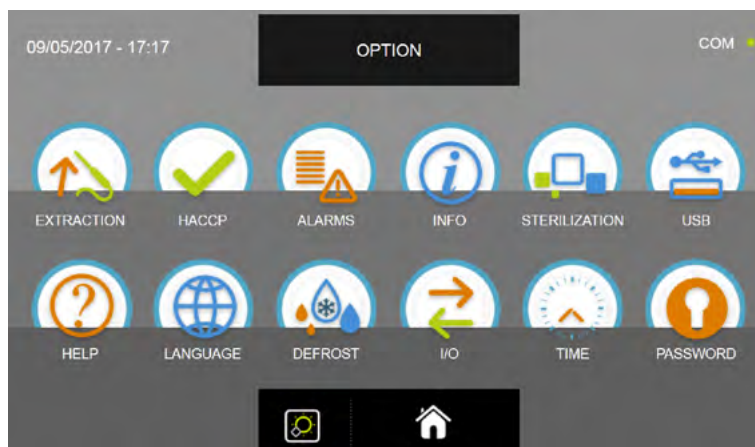 09/05/2017 - 17:17 OPTION COM
EXTRACTION HACCP ALARMS INFO STERILIZATION USB
HELP LANGUAGE DEFROST I/O TIME PASSWORD